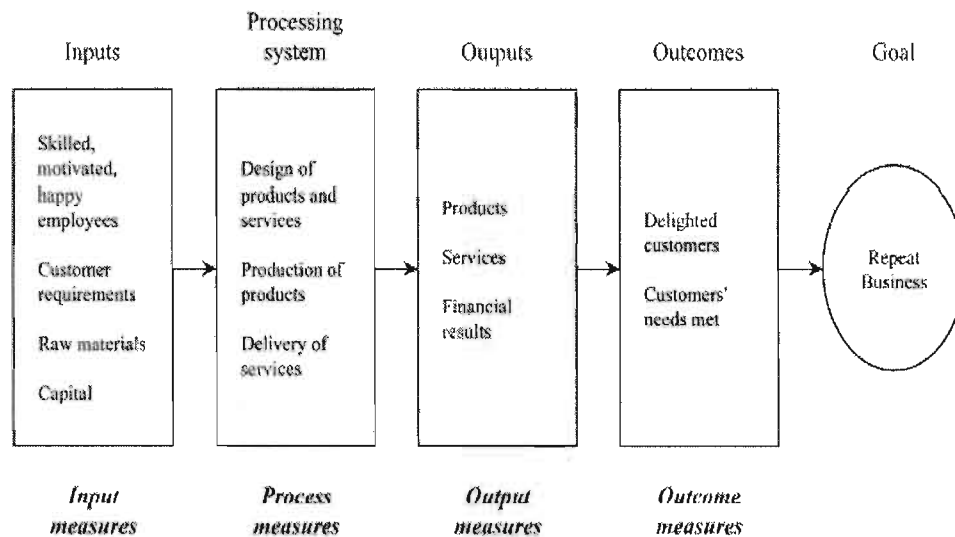 Inputs
Processing
system
Outputs
Outcomes
Goal
Skilled,
motivated,
happy
employees
Customer
requirements
Raw materials
Capital
Design of
products and
services
Production of
products
Delivery of
services
Products
Services
Financial
results
Delighted
customers
Customers'
needs met
Repeat
Business
Input
measures
Process
measures
Output
measures
Outcome
measures